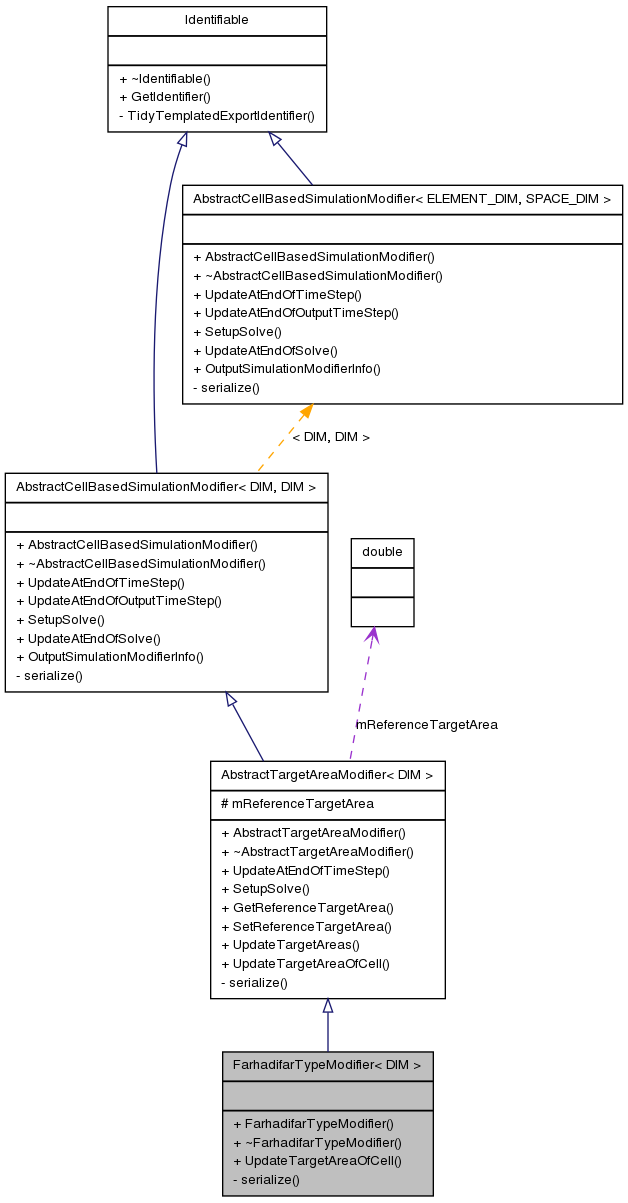 Identifiable
+ ~Identifiable()
+ GetIdentifier()
- TidyTemplatedExportIdentifier()
AbstractCellBasedSimulationModifier< ELEMENT_DIM, SPACE_DIM >
+ AbstractCellBasedSimulationModifier()
+ ~AbstractCellBasedSimulationModifier()
+ UpdateAtEndOfTimeStep()
+ UpdateAtEndOfOutputTimeStep()
+ SetupSolve()
+ UpdateAtEndOfSolve()
+ OutputSimulationModifierInfo()
- serialize()
< DIM, DIM >
AbstractCellBasedSimulationModifier< DIM, DIM >
+ AbstractCellBasedSimulationModifier()
+ ~AbstractCellBasedSimulationModifier()
+ UpdateAtEndOfTimeStep()
+ UpdateAtEndOfOutputTimeStep()
+ SetupSolve()
+ UpdateAtEndOfSolve()
+ OutputSimulationModifierInfo()
- serialize()
double
mReferenceTargetArea
AbstractTargetAreaModifier< DIM >
# mReferenceTargetArea
+ AbstractTargetAreaModifier()
+ ~AbstractTargetAreaModifier()
+ UpdateAtEndOfTimeStep()
+ SetupSolve()
+ GetReferenceTargetArea()
+ SetReferenceTargetArea()
+ UpdateTargetAreas()
+ UpdateTargetAreaOfCell()
- serialize()
FarhadifarTypeModifier< DIM >
+ FarhadifarTypeModifier()
+ ~FarhadifarTypeModifier()
+ UpdateTargetAreaOfCell()
- serialize()